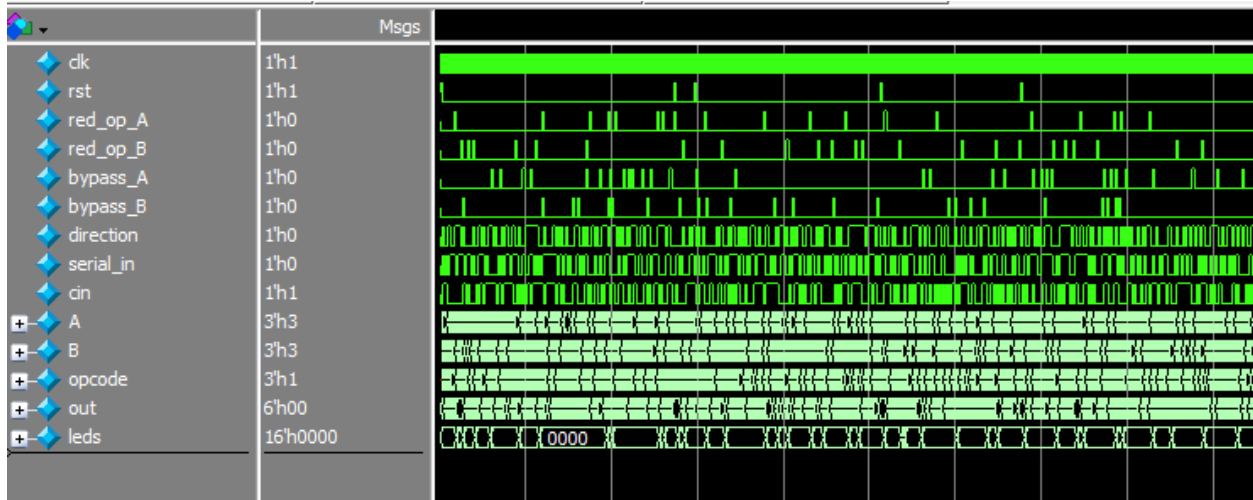 Msgs
clk 1'h1
rst 1'h1
red_op_A 1'h0
red_op_B 1'h0
bypass_A 1'h0
bypass_B 1'h0
direction 1'h0
serial_in 1'h0
cin 1'h1
A 3'h3
B 3'h3
opcode 3'h1
out 6'h00
leds 16'h0000 0000